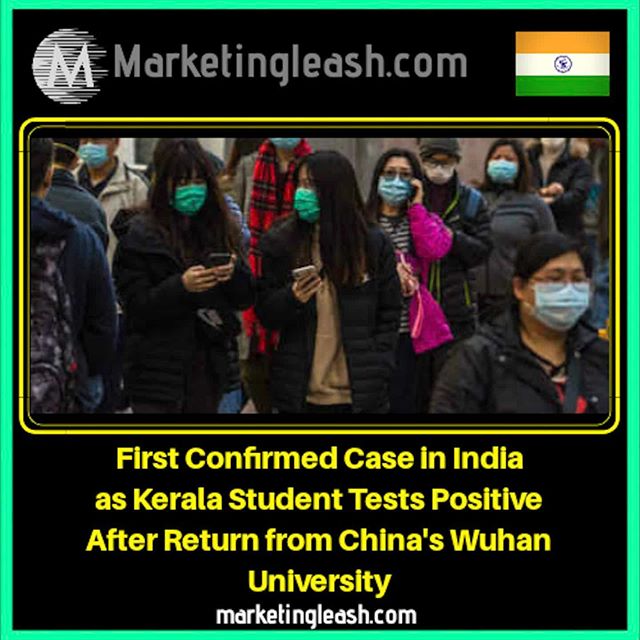 M Marketingleash.com
First Confirmed Case in India
as Kerala Student Tests Positive
After Return from China's Wuhan
University
marketingleash.com